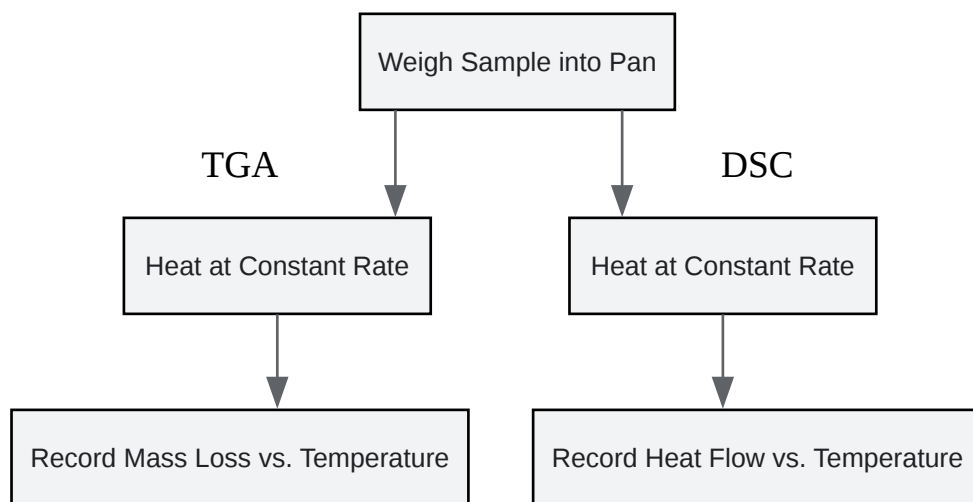 Weigh Sample into Pan
TGA
DSC
Heat at Constant Rate
Heat at Constant Rate
Record Mass Loss vs. Temperature
Record Heat Flow vs. Temperature